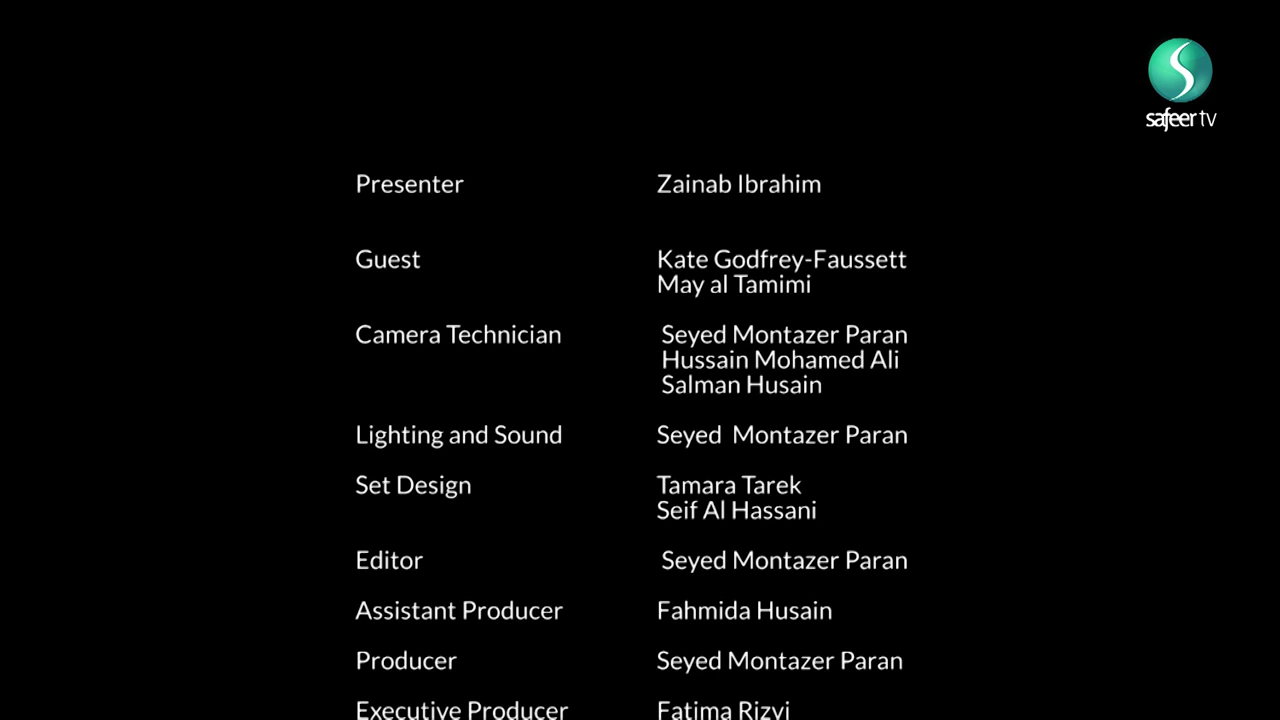 safeer tv
Presenter Zainab Ibrahim
Guest Kate Godfrey-Faussett
May al Tamimi
Camera Technician Seyed Montazer Paran
Hussain Mohamed Ali
Salman Husain
Lighting and Sound Seyed Montazer Paran
Set Design Tamara Tarek
Seif Al Hassani
Editor Seyed Montazer Paran
Assistant Producer Fahmida Husain
Producer Seyed Montazer Paran
Executive Producer Fatima Rizvi